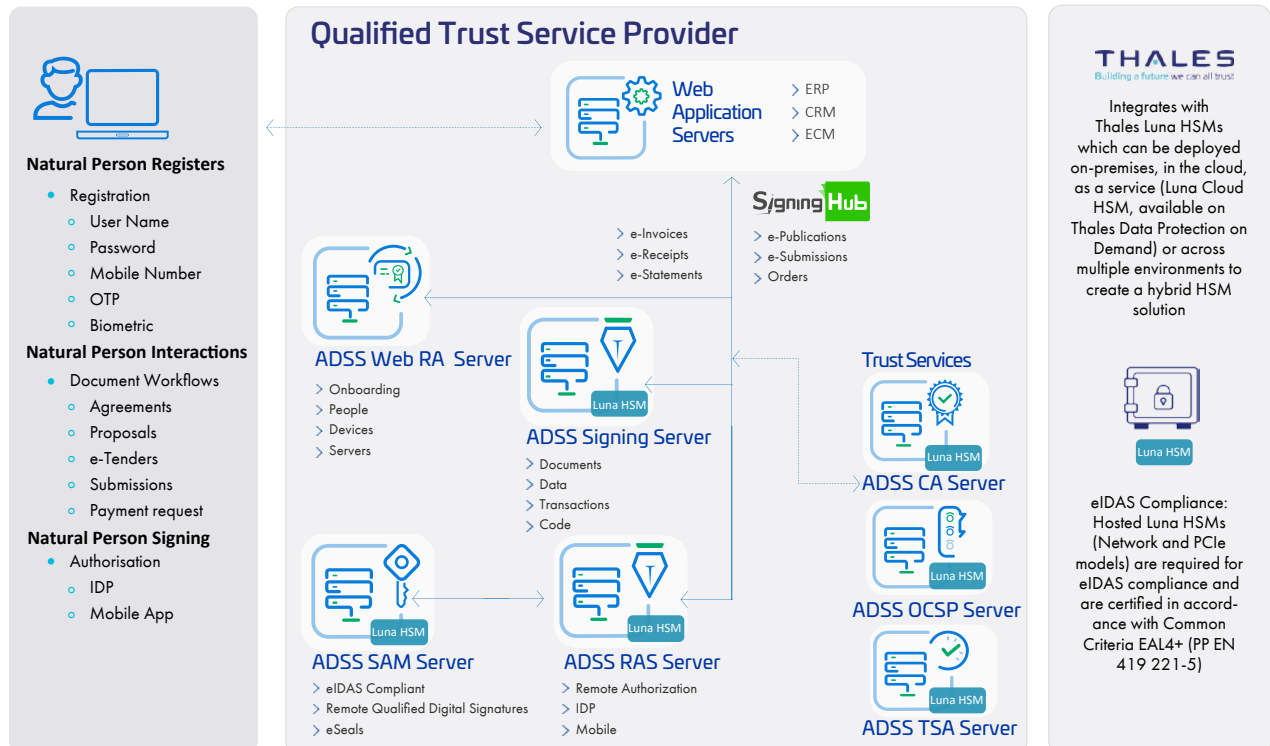 Natural Person Registers
Registration
User Name
Password
Mobile Number
OTP
Biometric
Natural Person Interactions
Document Workflows
Agreements
Proposals
e-Tenders
Submissions
Payment request
Natural Person Signing
Authorisation
IDP
Mobile App
Qualified Trust Service Provider
Web
Application
Servers
ERP
CRM
ECM
SigningHub
e-Invoices
e-Receipts
e-Statements
e-Publications
e-Submissions
Orders
ADSS Web RA Server
Onboarding
People
Devices
Servers
Luna HSM
ADSS Signing Server
Documents
Data
Transactions
Code
Luna HSM
ADSS SAM Server
eIDAS Compliant
Remote Qualified Digital Signatures
eSeals
Luna HSM
ADSS RAS Server
Remote Authorization
IDP
Mobile
Trust Services
Luna HSM
ADSS CA Server
Luna HSM
ADSS OCSP Server
Luna HSM
ADSS TSA Server
THALES
Building a future we can all trust
Integrates with
Thales Luna HSMs
which can be deployed
on-premises, in the cloud,
as a service (Luna Cloud
HSM, available on
Thales Data Protection on
Demand) or across
multiple environments to
create a hybrid HSM
solution
Luna HSM
eIDAS Compliance:
Hosted Luna HSMs
(Network and PCIe
models) are required for
eIDAS compliance and
are certified in accord-
ance with Common
Criteria EAL4+ (PP EN
419 221-5)